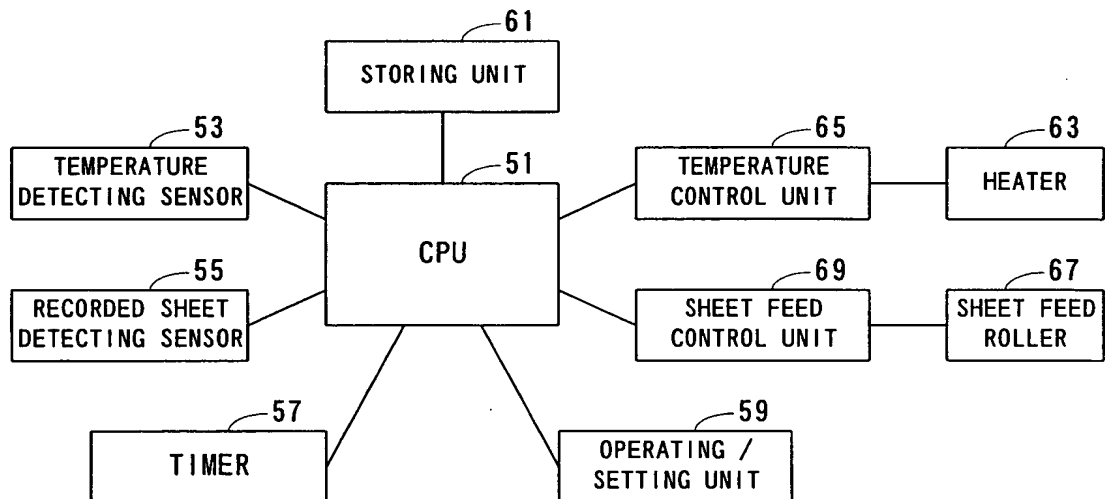 61
STORING UNIT
53
TEMPERATURE
DETECTING SENSOR
51
CPU
65
TEMPERATURE
CONTROL UNIT
63
HEATER
55
RECORDED SHEET
DETECTING SENSOR
69
SHEET FEED
CONTROL UNIT
67
SHEET FEED
ROLLER
57
TIMER
59
OPERATING /
SETTING UNIT